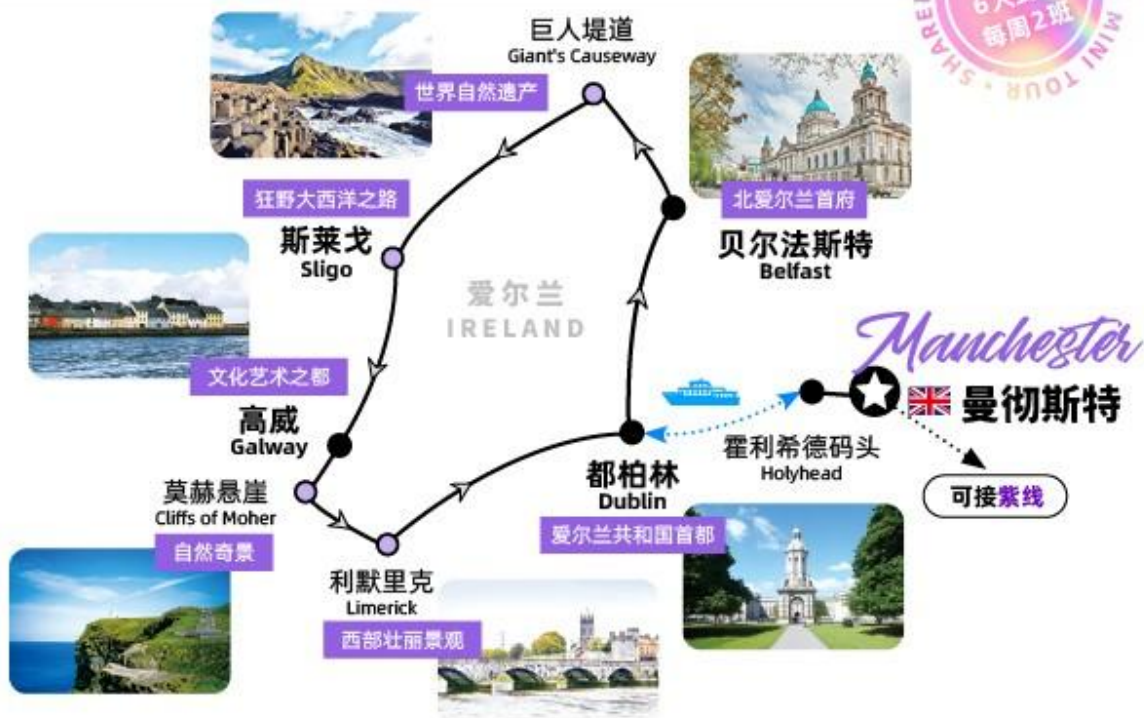 6人
每周2班
SHARE
MINI TOUR
巨人堤道
Giant's Causeway
世界自然遗产
狂野大西洋之路
斯莱戈
Sligo
北爱尔兰首府
贝尔法斯特
Belfast
爱尔兰
IRELAND
文化艺术之都
高威
Galway
Manchester
曼彻斯特
霍利希德码头
Holyhead
可接紫线
都柏林
Dublin
爱尔兰共和国首都
莫赫悬崖
Cliffs of Moher
自然奇景
利默里克
Limerick
西部壮丽景观